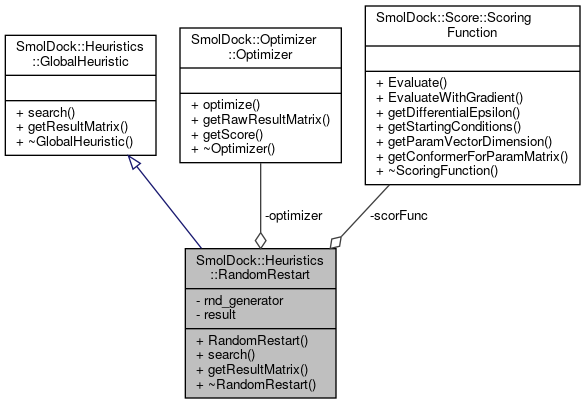 SmolDock::Heuristics
::GlobalHeuristic
+ search()
+ getResultMatrix()
+ ~GlobalHeuristic()
SmolDock::Optimizer
::Optimizer
+ optimize()
+ getRawResultMatrix()
+ getScore()
+ ~Optimizer()
SmolDock::Score::Scoring
Function
+ Evaluate()
+ EvaluateWithGradient()
+ getDifferentialEpsilon()
+ getStartingConditions()
+ getParamVectorDimension()
+ getConformerForParamMatrix()
+ ~ScoringFunction()
-optimizer
-scorFunc
SmolDock::Heuristics
::RandomRestart
- rnd_generator
- result
+ RandomRestart()
+ search()
+ getResultMatrix()
+ ~RandomRestart()